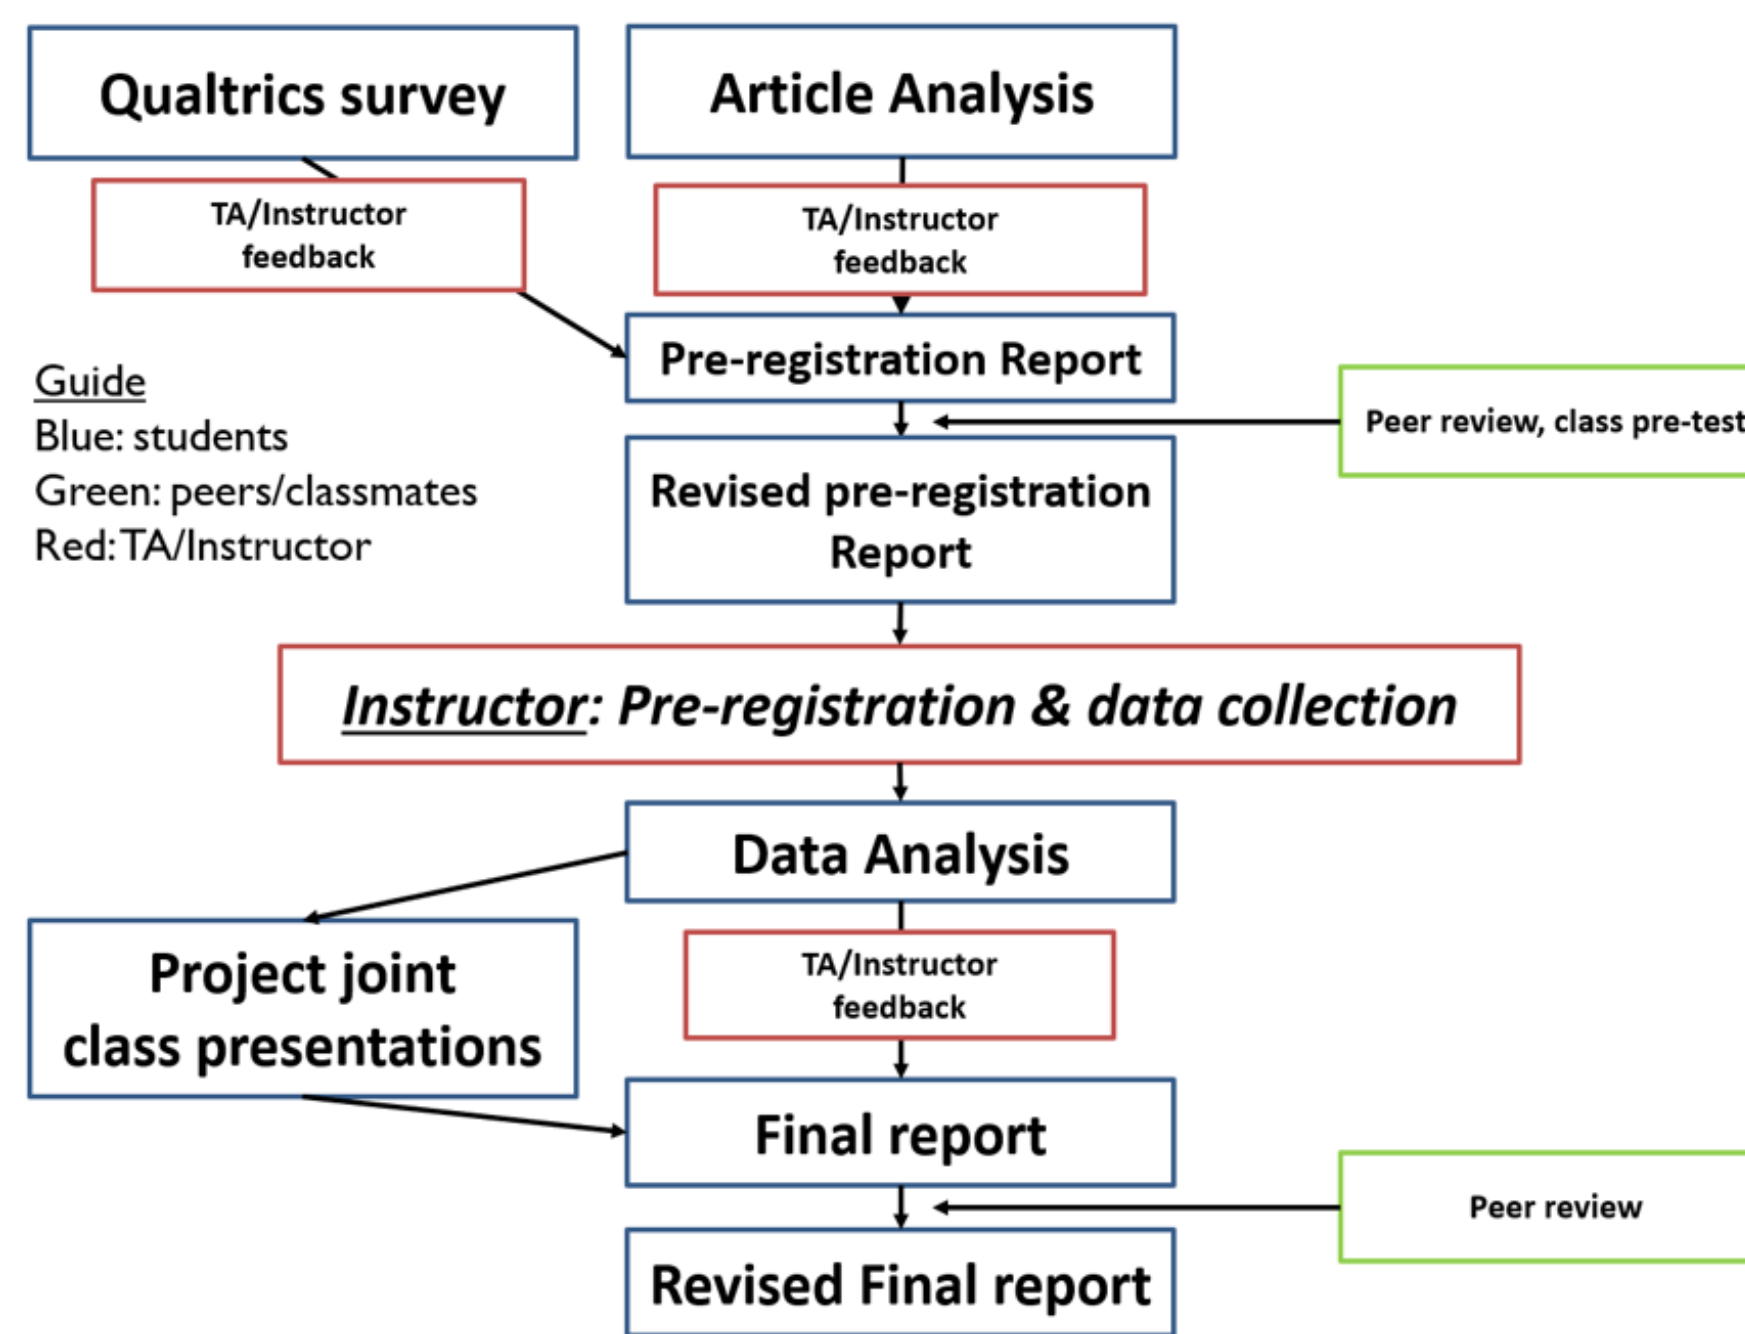 Qualtrics survey
Article Analysis
TA/Instructor
feedback
TA/Instructor
feedback
Pre-registration Report
Guide
Blue: students
Green: peers/classmates
Red: TA/Instructor
Peer review, class pre-test
Revised pre-registration
Report
Instructor: Pre-registration & data collection
Data Analysis
Project joint
class presentations
TA/Instructor
feedback
Final report
Peer review
Revised Final report